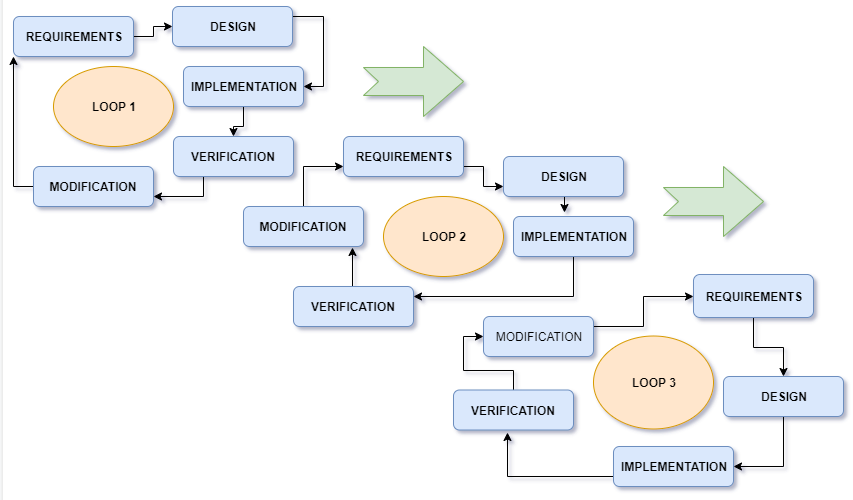 REQUIREMENTS
DESIGN
IMPLEMENTATION
LOOP 1
VERIFICATION
MODIFICATION
REQUIREMENTS
DESIGN
MODIFICATION
LOOP 2
IMPLEMENTATION
VERIFICATION
REQUIREMENTS
MODIFICATION
LOOP 3
DESIGN
VERIFICATION
IMPLEMENTATION